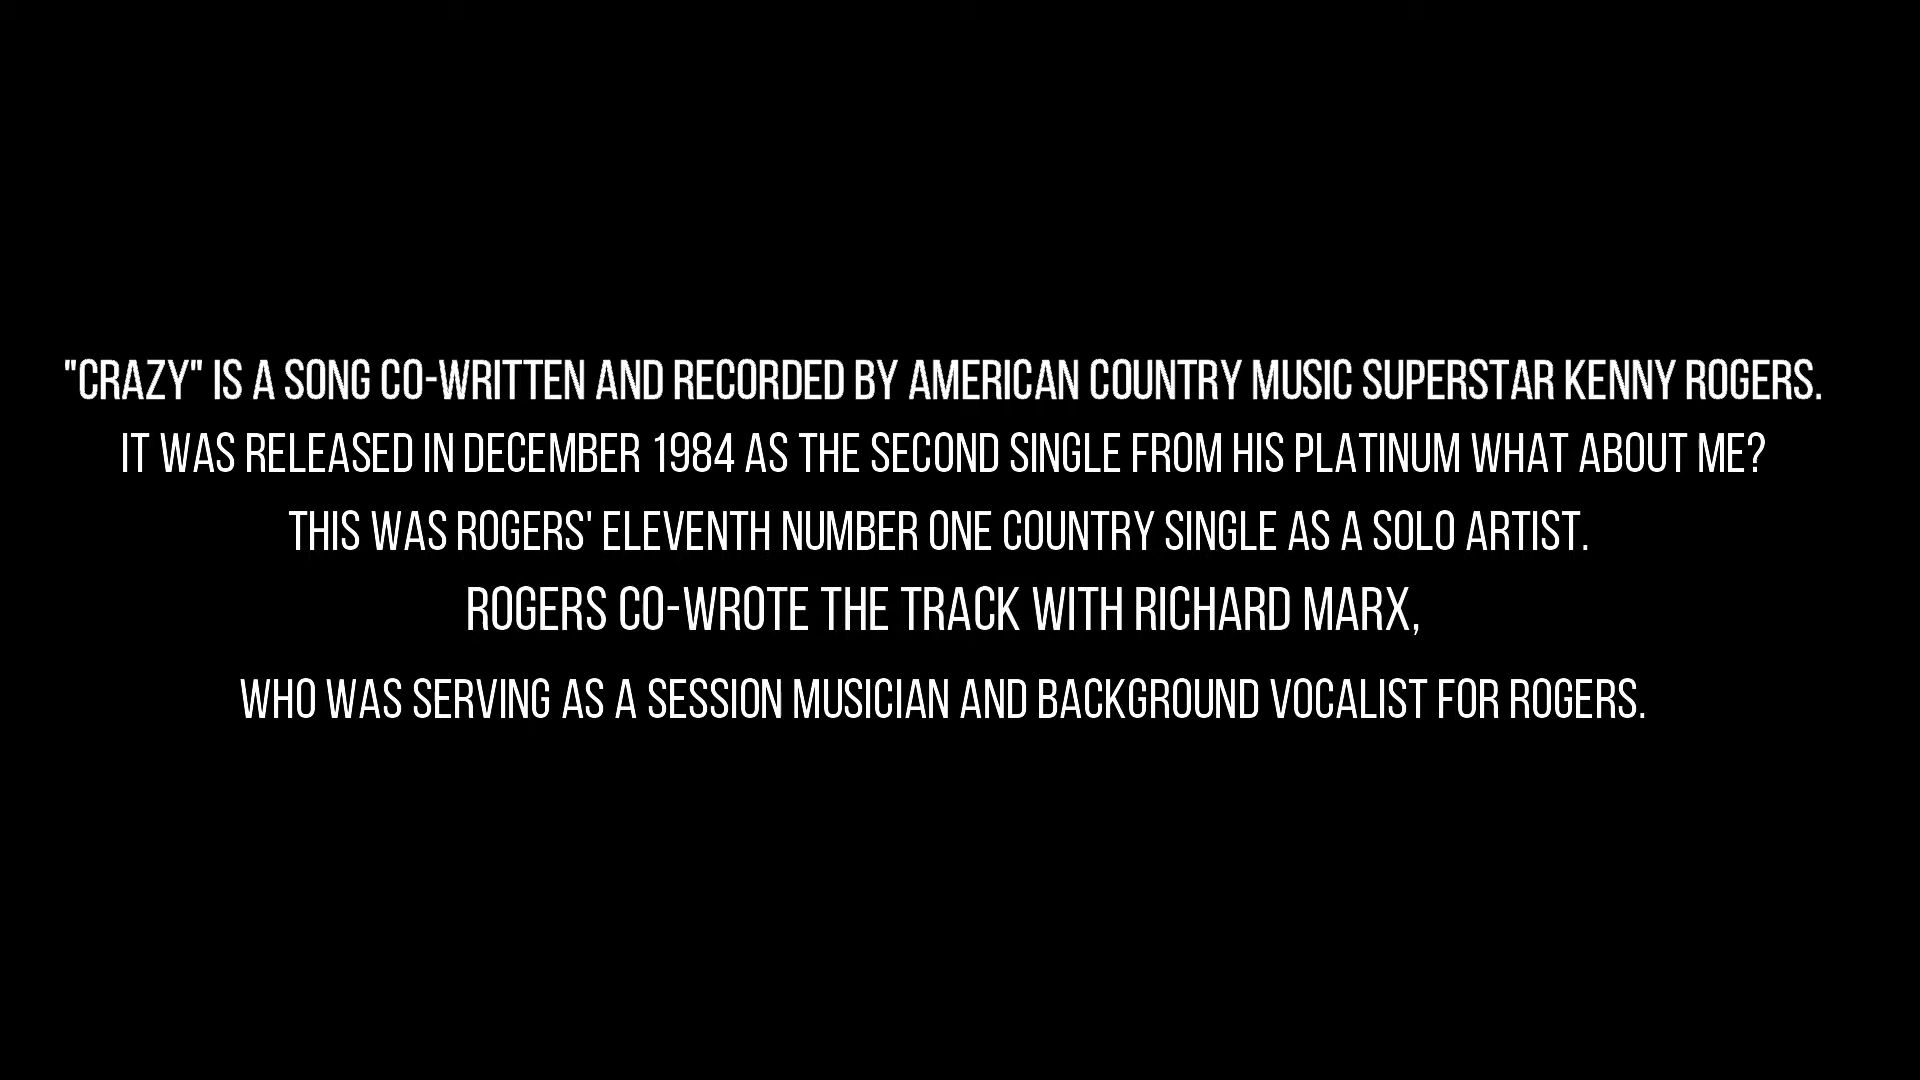 "CRAZY" IS A SONG CO-WRITTEN AND RECORDED BY AMERICAN COUNTRY MUSIC SUPERSTAR KENNY ROGERS.
IT WAS RELEASED IN DECEMBER 1984 AS THE SECOND SINGLE FROM HIS PLATINUM WHAT ABOUT ME?
THIS WAS ROGERS' ELEVENTH NUMBER ONE COUNTRY SINGLE AS A SOLO ARTIST.
ROGERS CO-WROTE THE TRACK WITH RICHARD MARX,
WHO WAS SERVING AS A SESSION MUSICIAN AND BACKGROUND VOCALIST FOR ROGERS.